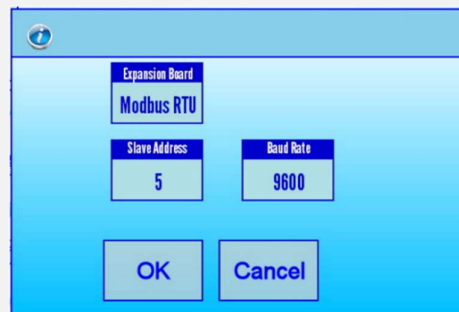 Expansion Board
Modbus RTU
Slave Address
Baud Rate
5
9600
OK
Cancel